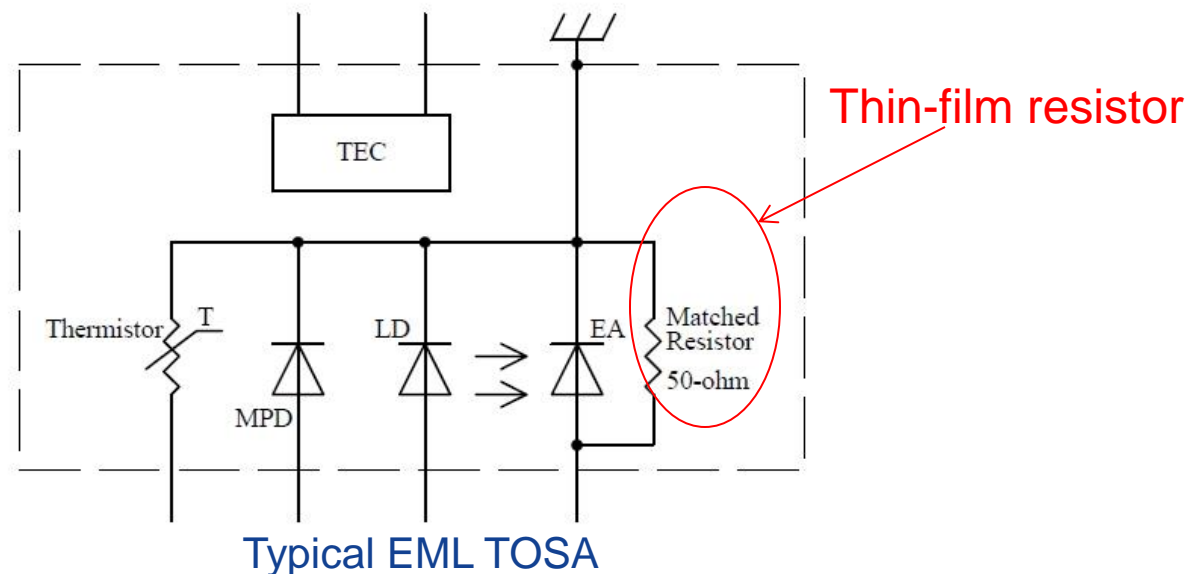 Thin-film resistor
TEC
Thermistor
T
MPD
LD
EA
Matched
Resistor
50-ohm
Typical EML TOSA